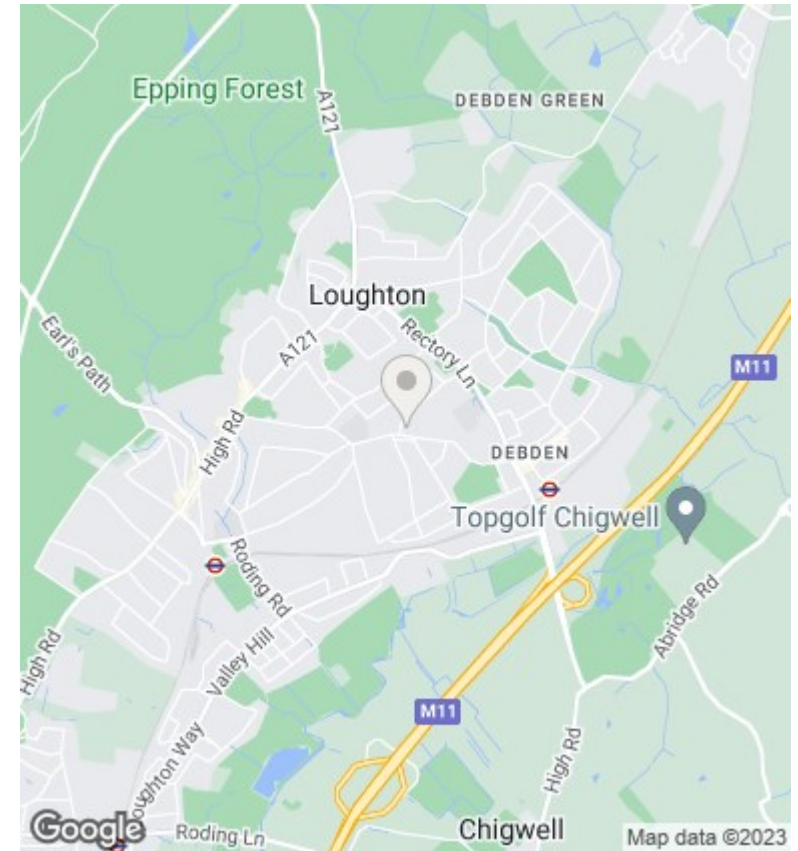 Epping Forest
A121
DEBDEN GREEN
Loughton
Earl's Path
A121
Rectory Ln
M11
High Rd
DEBDEN
Topgolf Chigwell
Roding Rd
Abridge Rd
High Rd
Valley Hill
M11
High Rd
Loughton Way
Google
Roding Ln
Chigwell
Map data ©2023